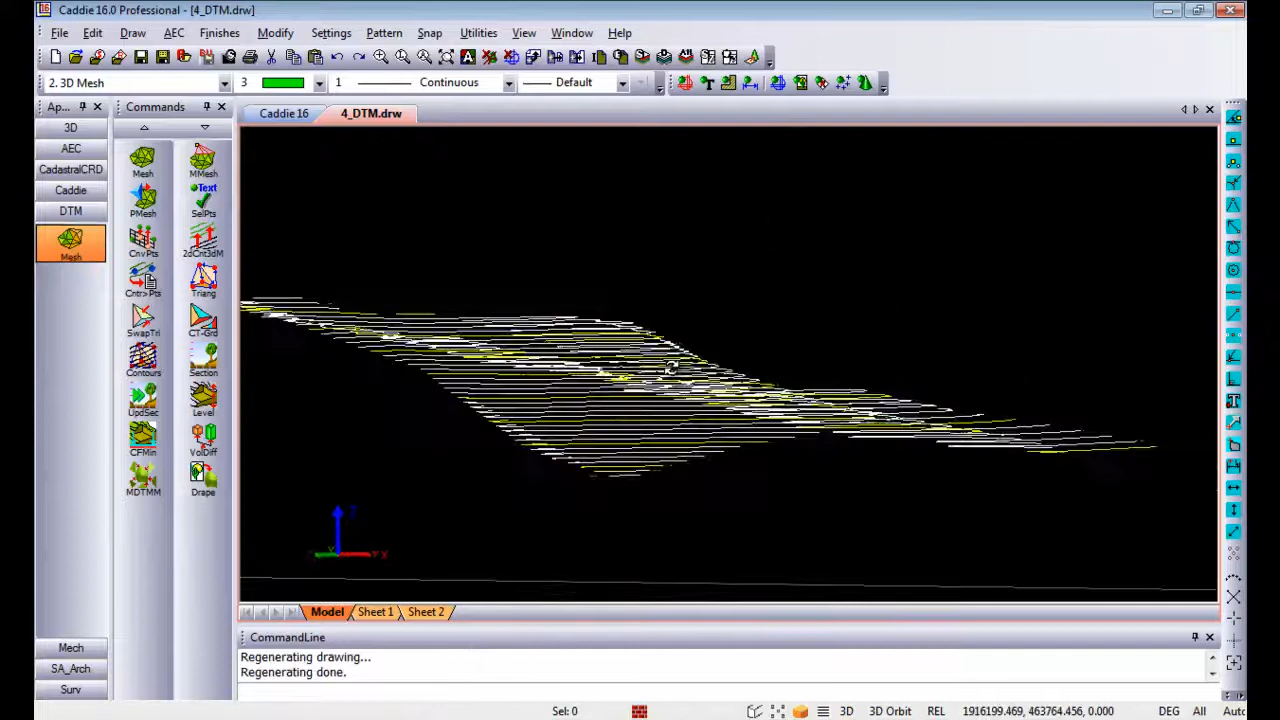 Caddie 16.0 Professional - [4_DTM.drw]
File Edit Draw AEC Finishes Modify Settings Pattern Snap Utilities View Window Help
2. 3D Mesh 3 1 Continuous Default
Ap... Commands Caddie 16 4_DTM.drw
3D
AEC
CadastralCRD
Caddie
DTM
Mesh
Mesh MMesh
Text
PMesh SelPts
CnvPts 2dCnt3dM
Cntr>Pts Triang
SwapTri CT-Grd
Contours Section
UpdSec Level
CFMin VolDiff
MDTMM Drape
Mech
SA_Arch
Surv
Model Sheet 1 Sheet 2
CommandLine
Regenerating drawing...
Regenerating done.
Sel: 0 3D 3D Orbit REL 1916199.469, 463764.456, 0.000 DEG All Auto